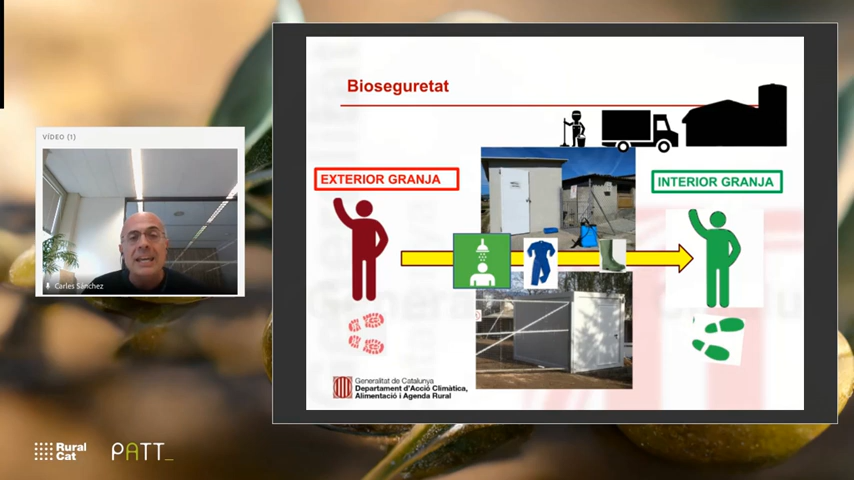 VÍDEO (1)
Carles Sánchez
Bioseguretat
EXTERIOR GRANJA
INTERIOR GRANJA
Generalitat de Catalunya
Departament d'Acció Climàtica,
Alimentació i Agenda Rural
Rural
Cat
PATT_